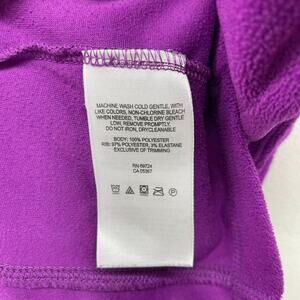 MACHINE WASH COLD GENTLE, WITH
LIKE COLORS, NON-CHLORINE BLEACH
WHEN NEEDED, TUMBLE DRY GENTLE
LOW, REMOVE PROMPTLY,
DO NOT IRON, DRYCLEANABLE
BODY: 100% POLYESTER
RIB: 97% POLYESTER, 3% ELASTANE
EXCLUSIVE OF TRIMMING
RN 69724
CA 05367